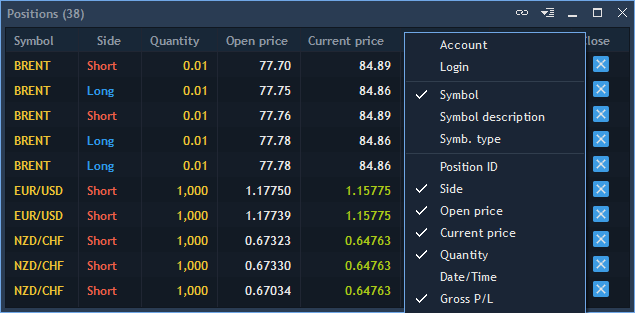 Positions (38)
Symbol Side Quantity Open price Current price Close
BRENT Short 0.01 77.70 84.89
BRENT Long 0.01 77.75 84.86
BRENT Short 0.01 77.76 84.89
BRENT Long 0.01 77.78 84.86
BRENT Long 0.01 77.78 84.86
EUR/USD Short 1,000 1.17750 1.15775
EUR/USD Short 1,000 1.17739 1.15775
NZD/CHF Short 1,000 0.67323 0.64763
NZD/CHF Short 1,000 0.67330 0.64763
NZD/CHF Short 1,000 0.67034 0.64763
Account
Login
Symbol
Symbol description
Symb. type
Position ID
Side
Open price
Current price
Quantity
Date/Time
Gross P/L